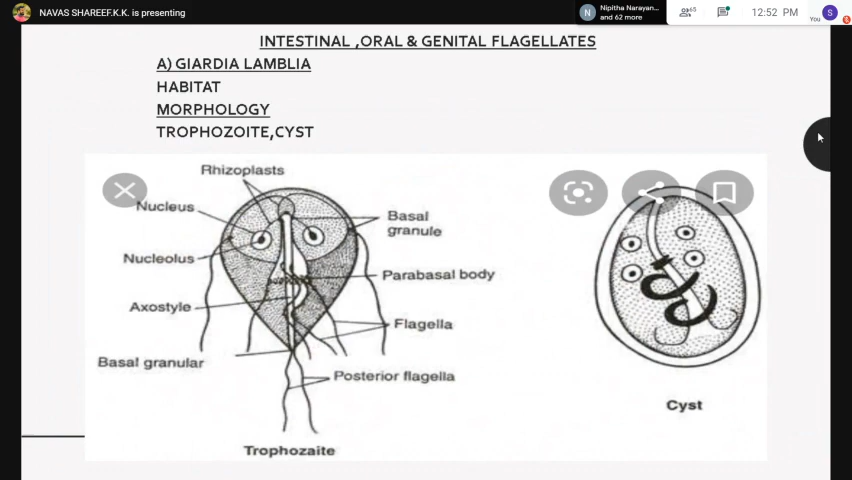 NAVAS SHAREEF.K.K. is presenting
N
Nipitha Narayan...
and 62 more
65
12:52 PM
You
S
INTESTINAL ,ORAL & GENITAL FLAGELLATES
A) GIARDIA LAMBLIA
HABITAT
MORPHOLOGY
TROPHOZOITE,CYST
Rhizoplasts
Nucleus
Basal
granule
Nucleolus
Parabasal body
Axostyle
Flagella
Basal granular
Posterior flagella
Cyst
Trophozaite